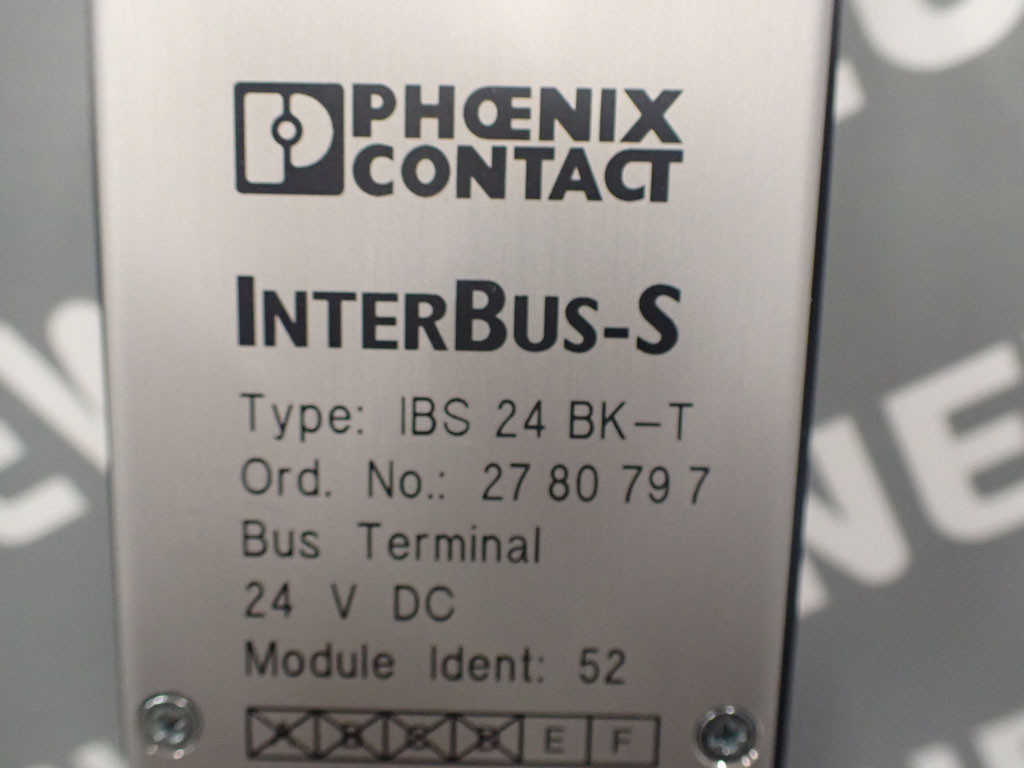 PHŒNIX
CONTACT
INTERBUS-S
Type: IBS 24 BK-T
Ord. No.: 27 80 79 7
Bus Terminal
24 V DC
Module Ident: 52
A B C D E F